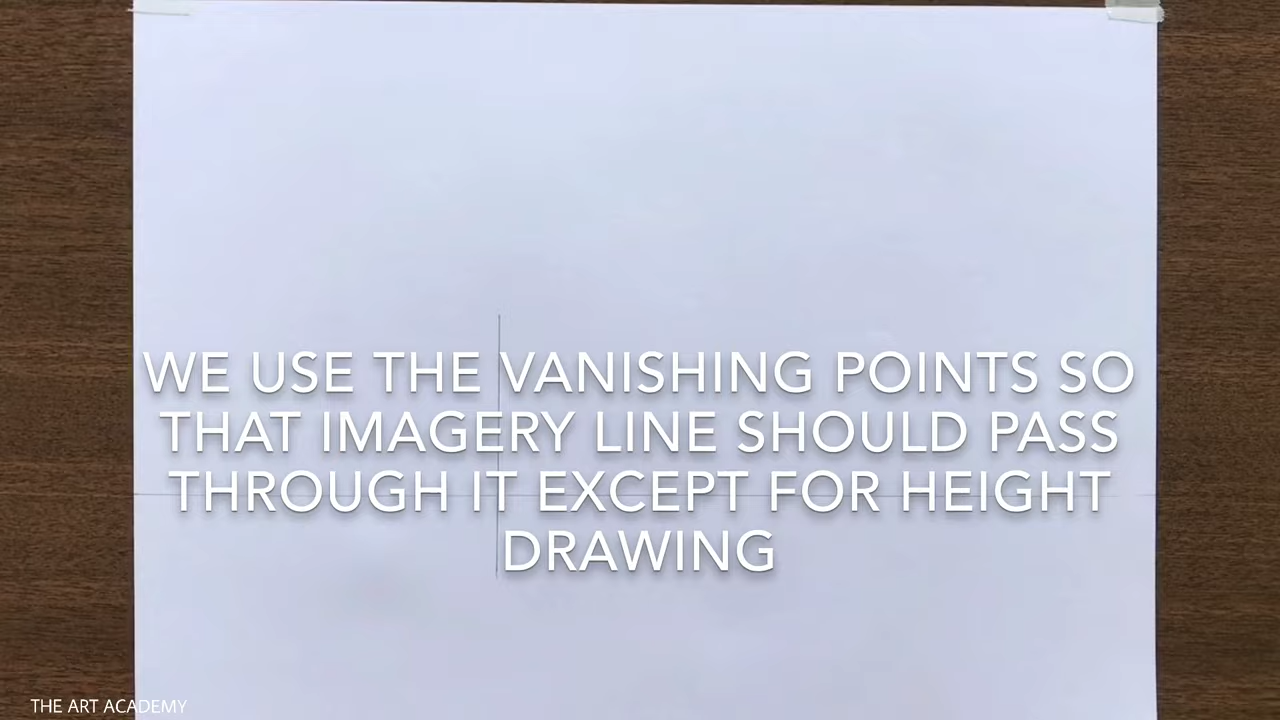 WE USE THE VANISHING POINTS SO
THAT IMAGERY LINE SHOULD PASS
THROUGH IT EXCEPT FOR HEIGHT
DRAWING
THE ART ACADEMY